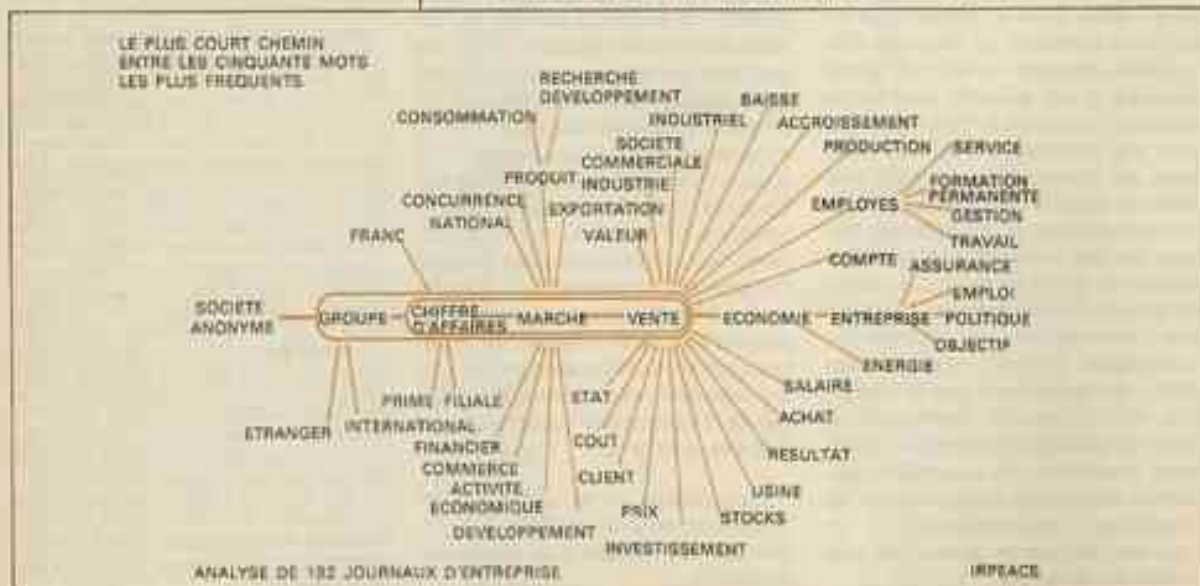 LE PLUS COURT CHEMIN
ENTRE LES CINQUANTE MOTS
LES PLUS FREQUENTS
RECHERCHE
DEVELOPPEMENT
BAISSE
CONSOMMATION
INDUSTRIEL
ACCROISSEMENT
SOCIETE
COMMERCIALE
PRODUCTION
SERVICE
PRODUIT
INDUSTRIE
FORMATION
PERMANENTE
CONCURRENCE
EXPORTATION
EMPLOYES
GESTION
NATIONAL
FRANC
VALEUR
TRAVAIL
COMPTE
ASSURANCE
EMPLOI
SOCIETE
ANONYME
GROUPE
CHIFFRE
D'AFFAIRES
MARCHE
VENTE
ECONOMIE
ENTREPRISE
POLITIQUE
OBJECTIF
ENERGIE
SALAIRE
PRIME
FILIALE
ETAT
ACHAT
ETRANGER
INTERNATIONAL
FINANCIER
COUT
RESULTAT
COMMERCE
CLIENT
ACTIVITE
ECONOMIQUE
USINE
PRIX
STOCKS
DEVELOPPEMENT
INVESTISSEMENT
ANALYSE DE 192 JOURNAUX D'ENTREPRISE
IRPEACS